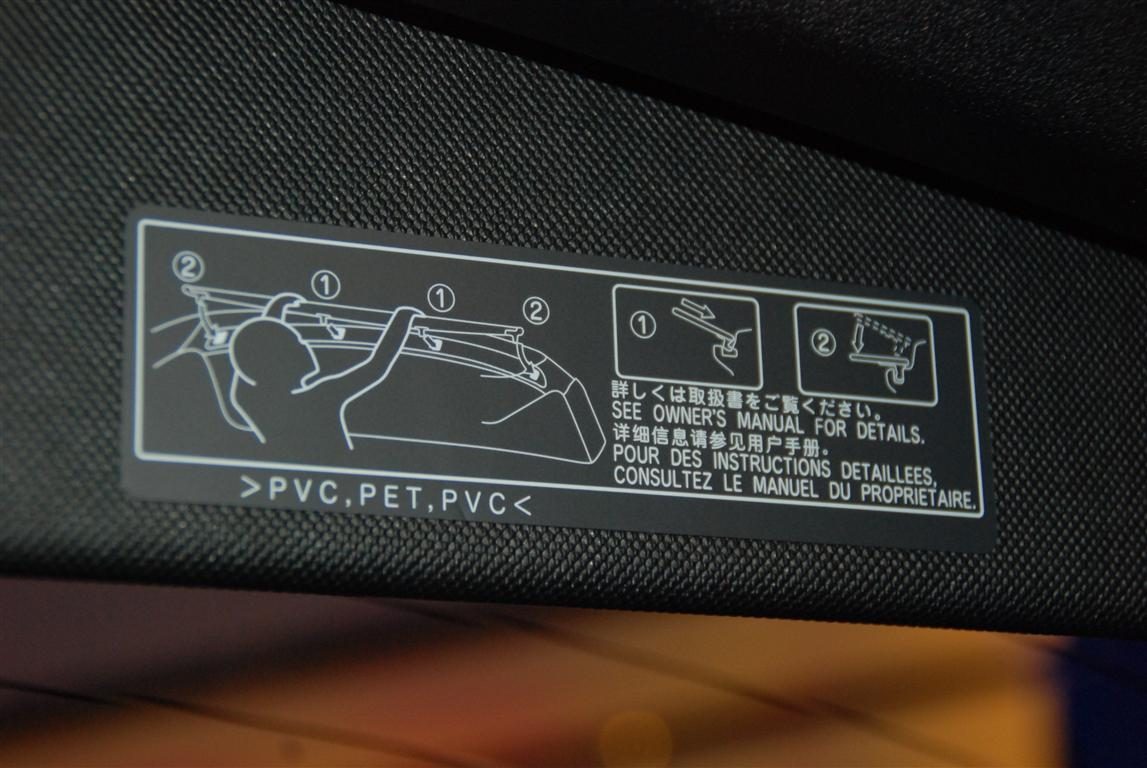 ② ① ① ②
① ②
詳しくは取扱書をご覧ください。
SEE OWNER'S MANUAL FOR DETAILS.
详细信息请参见用户手册。
POUR DES INSTRUCTIONS DETAILLEES,
CONSULTEZ LE MANUEL DU PROPRIETAIRE.
>PVC,PET,PVC<